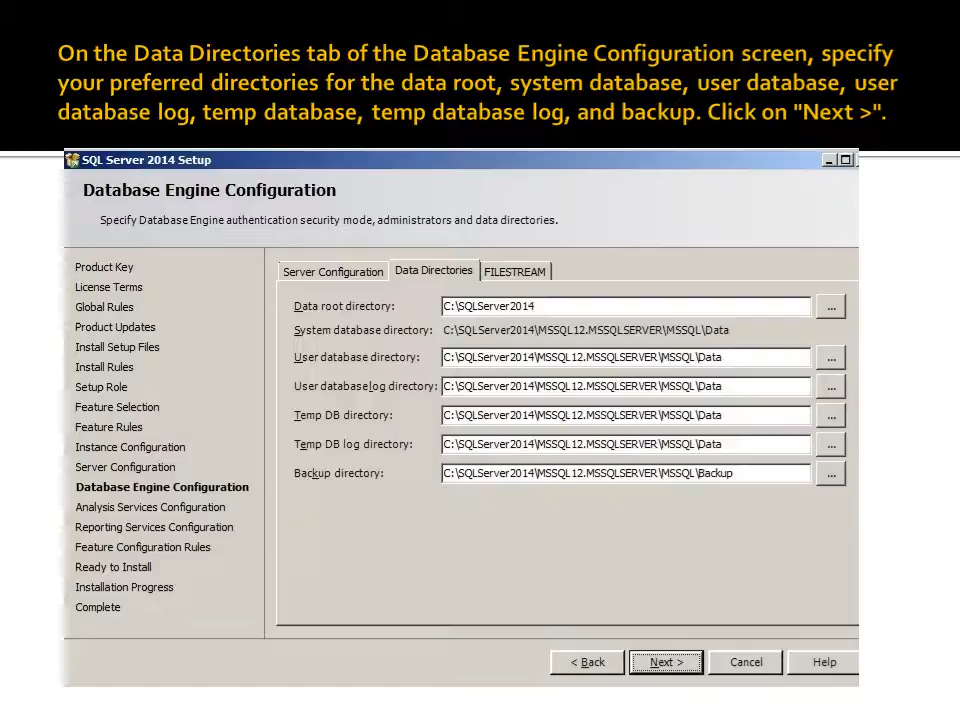 On the Data Directories tab of the Database Engine Configuration screen, specify
your preferred directories for the data root, system database, user database, user
database log, temp database, temp database log, and backup. Click on "Next >".
SQL Server 2014 Setup
Database Engine Configuration
Specify Database Engine authentication security mode, administrators and data directories.
Product Key
License Terms
Global Rules
Product Updates
Install Setup Files
Install Rules
Setup Role
Feature Selection
Feature Rules
Instance Configuration
Server Configuration
Database Engine Configuration
Analysis Services Configuration
Reporting Services Configuration
Feature Configuration Rules
Ready to Install
Installation Progress
Complete
Server Configuration Data Directories FILESTREAM
Data root directory: C:\SQLServer2014 ...
System database directory: C:\SQLServer2014\MSSQL12.MSSQLSERVER\MSSQL\Data
User database directory: C:\SQLServer2014\MSSQL12.MSSQLSERVER\MSSQL\Data ...
User database log directory: C:\SQLServer2014\MSSQL12.MSSQLSERVER\MSSQL\Data ...
Temp DB directory: C:\SQLServer2014\MSSQL12.MSSQLSERVER\MSSQL\Data ...
Temp DB log directory: C:\SQLServer2014\MSSQL12.MSSQLSERVER\MSSQL\Data ...
Backup directory: C:\SQLServer2014\MSSQL12.MSSQLSERVER\MSSQL\Backup ...
< Back Next > Cancel Help